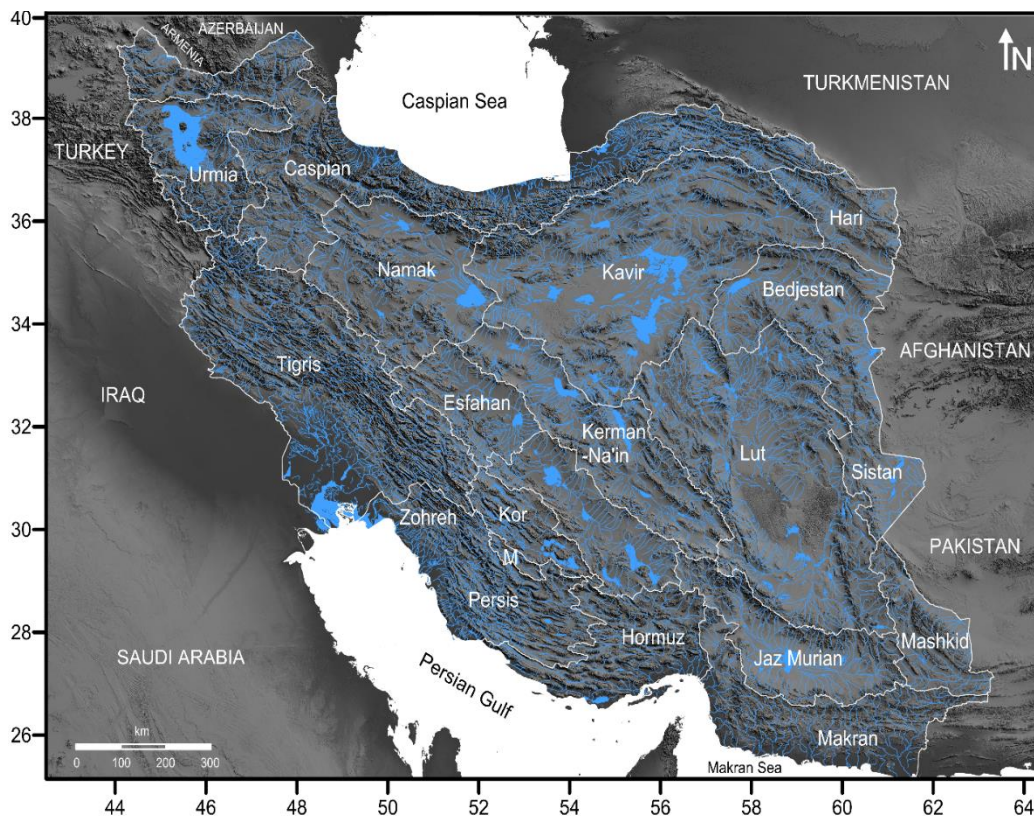 40
38
36
34
32
30
28
26
ARMENIA
AZERBAIJAN
N
Caspian Sea
TURKMENISTAN
TURKEY
Urmia
Caspian
Hari
Namak
Kavir
Bedjestan
Tigris
AFGHANISTAN
IRAQ
Esfahan
Kerman
-Na'in
Lut
Sistan
Zohreh
Kor
M
PAKISTAN
Persis
Hormuz
Mashkid
SAUDI ARABIA
Jaz Murian
Persian Gulf
Makran
km
0 100 200 300
Makran Sea
44 46 48 50 52 54 56 58 60 62 64